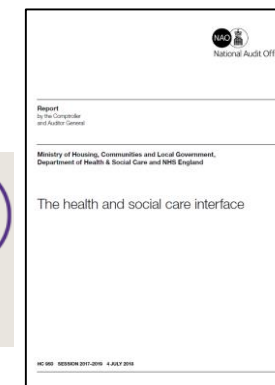 NAO
National Audit Off
Report
by the Comptroller
and Auditor General
Ministry of Housing, Communities and Local Government,
Department of Health & Social Care and NHS England
The health and social care interface
HC 950 SESSION 2017–2019 4 JULY 2018